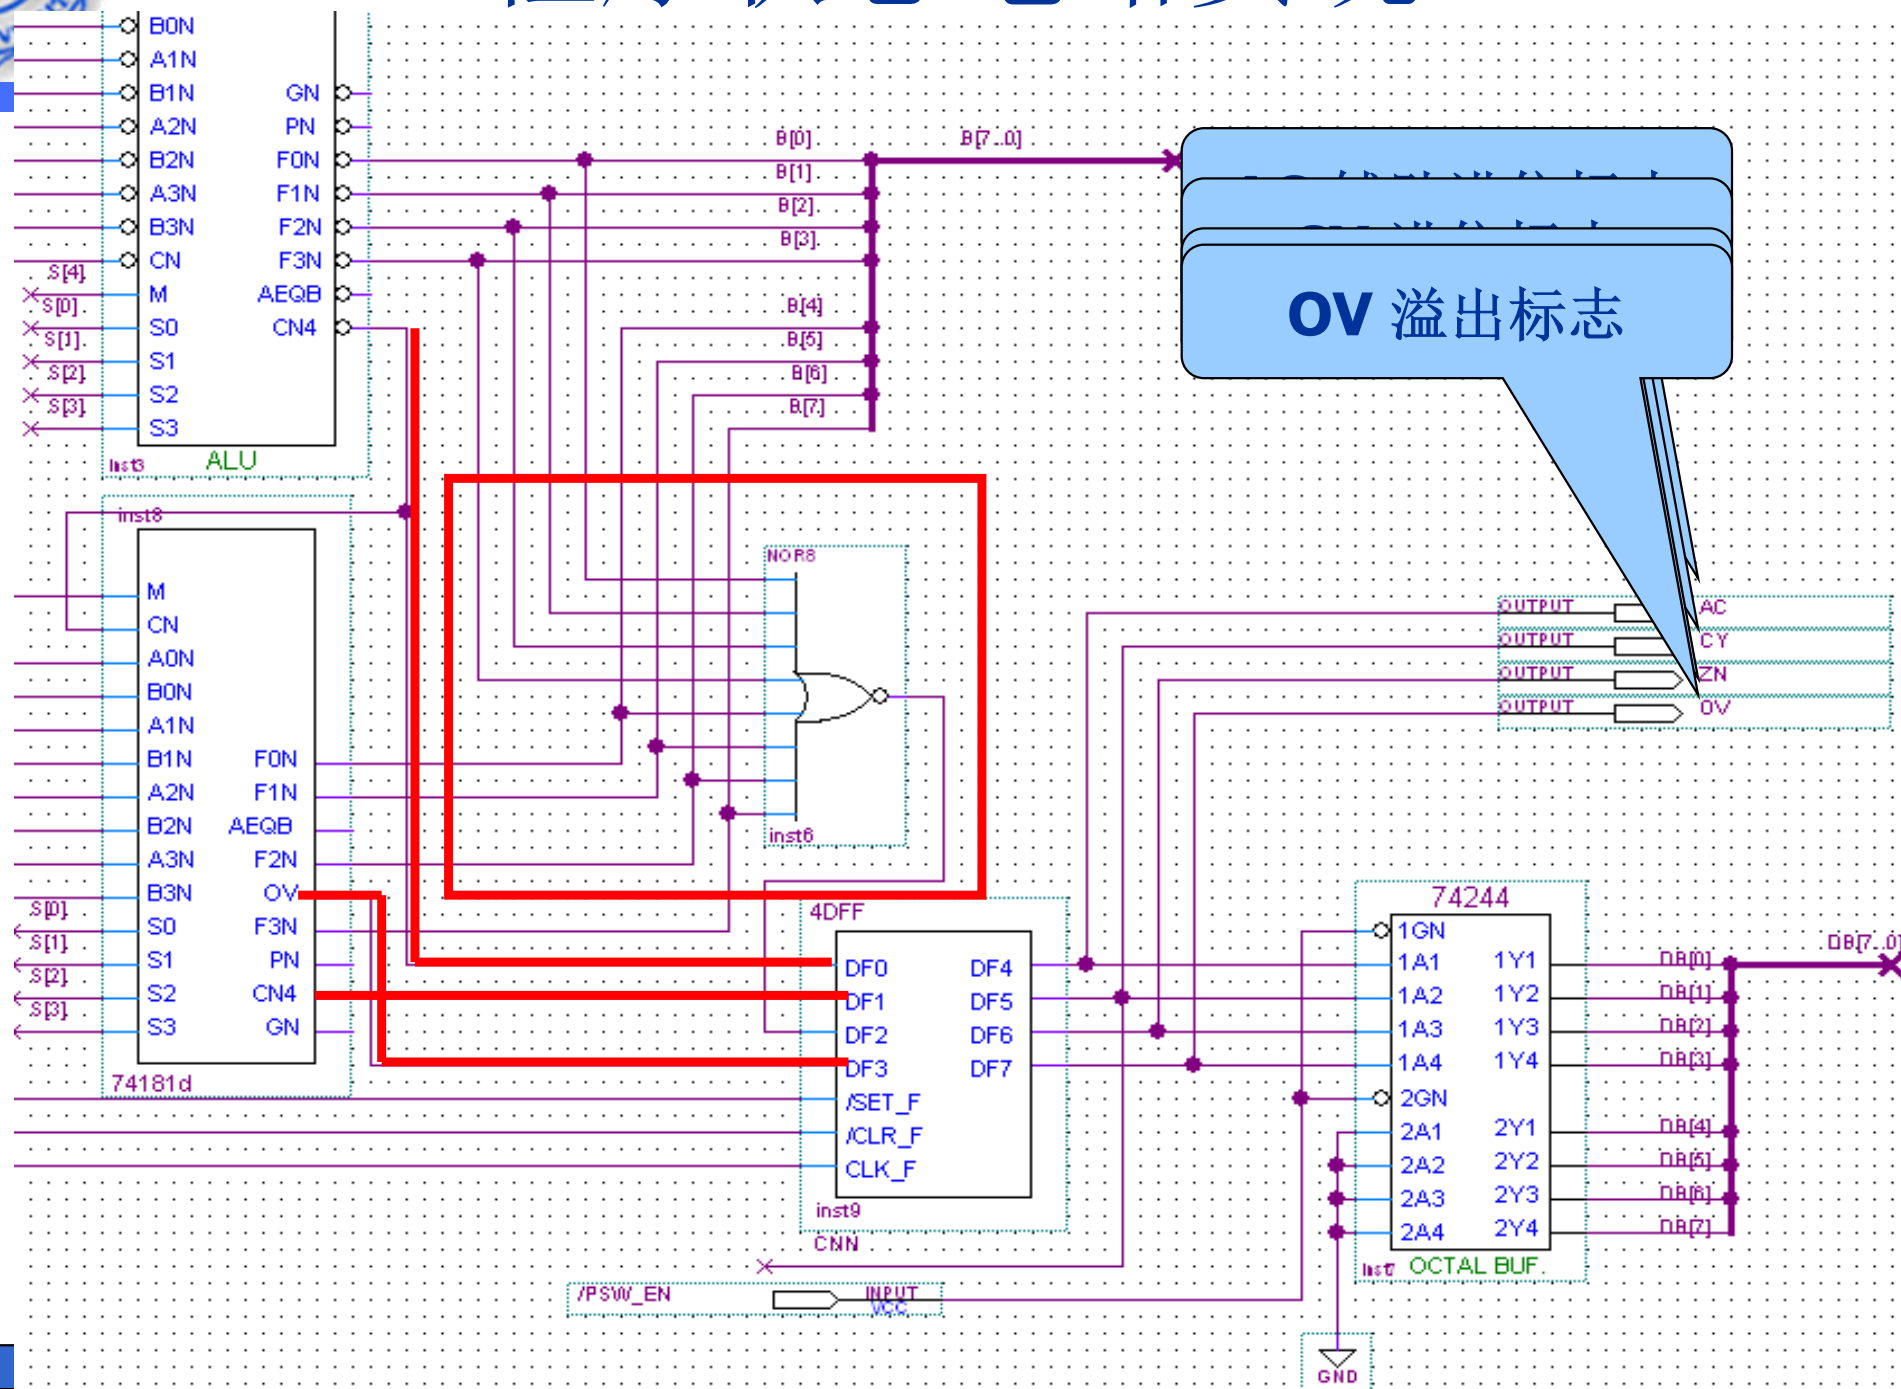 B0N
A1N
B1N
GN
A2N
PN
B2N
F0N
A3N
F1N
B3N
F2N
CN
F3N
S[4]
M
AEQB
S[0]
S0
CN4
S[1]
S1
S[2]
S2
S[3]
S3
inst3
ALU
B[0]
B[7..0]
B[1]
B[2]
B[3]
B[4]
B[5]
B[6]
B[7]
OV 溢出标志
inst8
M
CN
A0N
B0N
A1N
B1N
F0N
A2N
F1N
B2N
AEQB
A3N
F2N
B3N
OV
S[0]
S0
F3N
S[1]
S1
PN
S[2]
S2
CN4
S[3]
S3
GN
74181d
NOR8
inst6
OUTPUT
AC
OUTPUT
CY
OUTPUT
ZN
OUTPUT
OV
4DFF
DF0
DF4
DF1
DF5
DF2
DF6
DF3
DF7
/SET_F
/CLR_F
CLK_F
inst9
CNN
/PSW_EN
INPUT
VCC
74244
1GN
1A1
1Y1
1A2
1Y2
1A3
1Y3
1A4
1Y4
2GN
2A1
2Y1
2A2
2Y2
2A3
2Y3
2A4
2Y4
inst7
OCTAL BUF.
DB[0]
DB[7..0]
DB[1]
DB[2]
DB[3]
DB[4]
DB[5]
DB[6]
DB[7]
GND